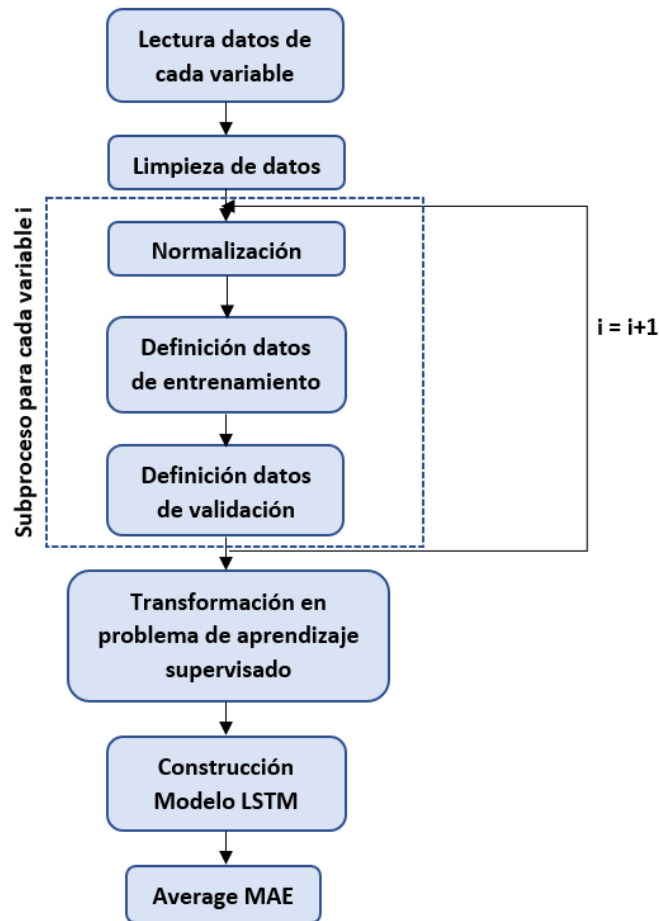 Lectura datos de
cada variable
Limpieza de datos
Subproceso para cada variable i
Normalización
Definición datos
de entrenamiento
i = i+1
Definición datos
de validación
Transformación en
problema de aprendizaje
supervisado
Construcción
Modelo LSTM
Average MAE